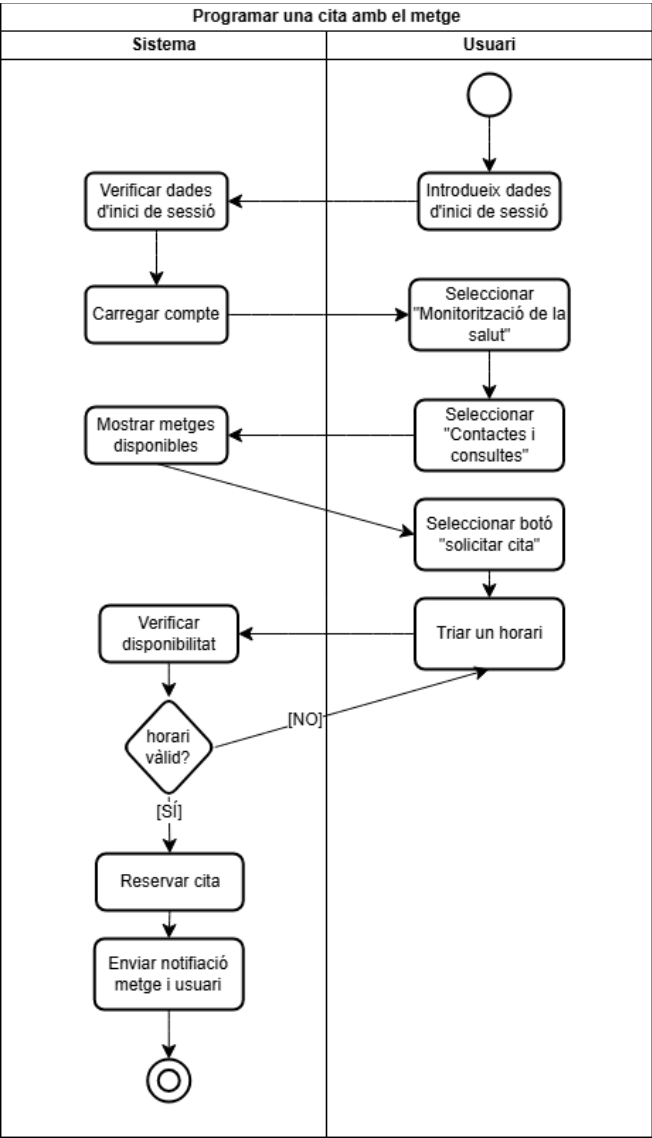 Programar una cita amb el metge
Sistema
Usuari
Introdueix dades
d'inici de sessió
Verificar dades
d'inici de sessió
Carregar compte
Seleccionar
"Monitorització de la
salut"
Seleccionar
"Contactes i
consultes"
Mostrar metges
disponibles
Seleccionar botó
"solicitar cita"
Triar un horari
Verificar
disponibilitat
horari
vàlid?
[NO]
[SÍ]
Reservar cita
Enviar notifiació
metge i usuari